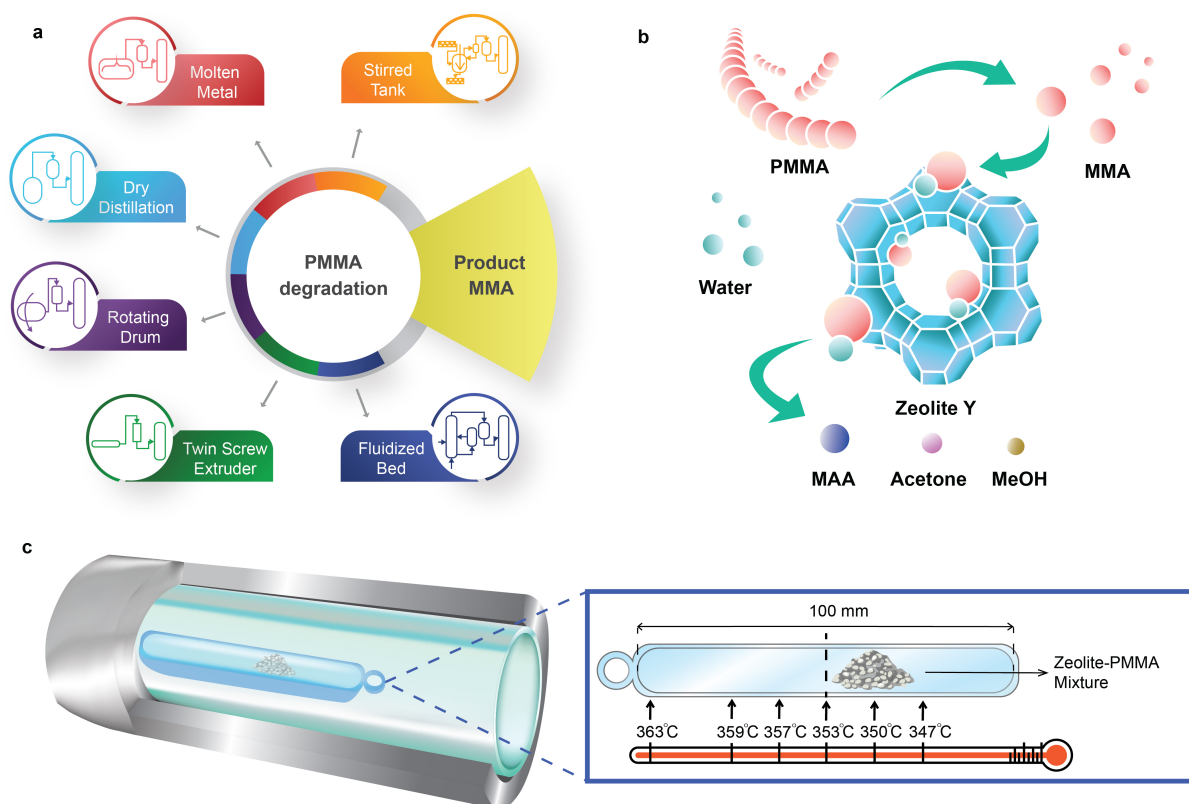 a
Molten
Metal
Stirred
Tank
Dry
Distillation
Rotating
Drum
Twin Screw
Extruder
Fluidized
Bed
PMMA
degradation
Product
MMA
b
PMMA
MMA
Water
Zeolite Y
MAA
Acetone
MeOH
c
100 mm
Zeolite-PMMA
Mixture
363℃
359℃
357℃
353℃
350℃
347℃